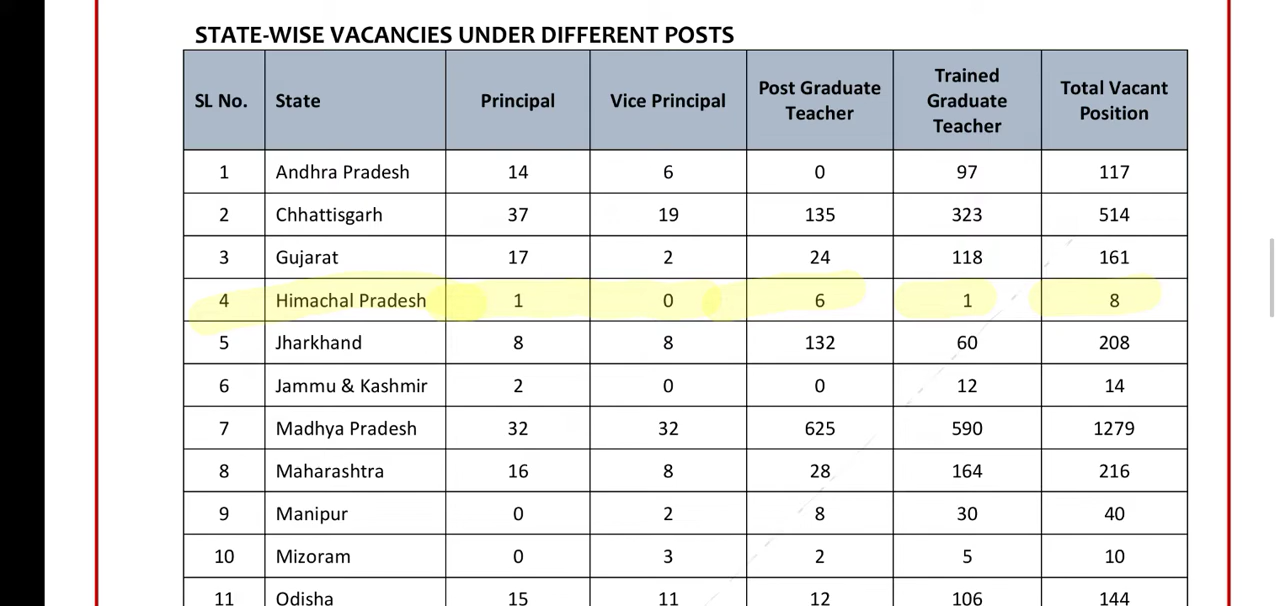 STATE-WISE VACANCIES UNDER DIFFERENT POSTS
SL No. State Principal Vice Principal Post Graduate Teacher Trained Graduate Teacher Total Vacant Position
1 Andhra Pradesh 14 6 0 97 117
2 Chhattisgarh 37 19 135 323 514
3 Gujarat 17 2 24 118 161
4 Himachal Pradesh 1 0 6 1 8
5 Jharkhand 8 8 132 60 208
6 Jammu & Kashmir 2 0 0 12 14
7 Madhya Pradesh 32 32 625 590 1279
8 Maharashtra 16 8 28 164 216
9 Manipur 0 2 8 30 40
10 Mizoram 0 3 2 5 10
11 Odisha 15 11 12 106 144